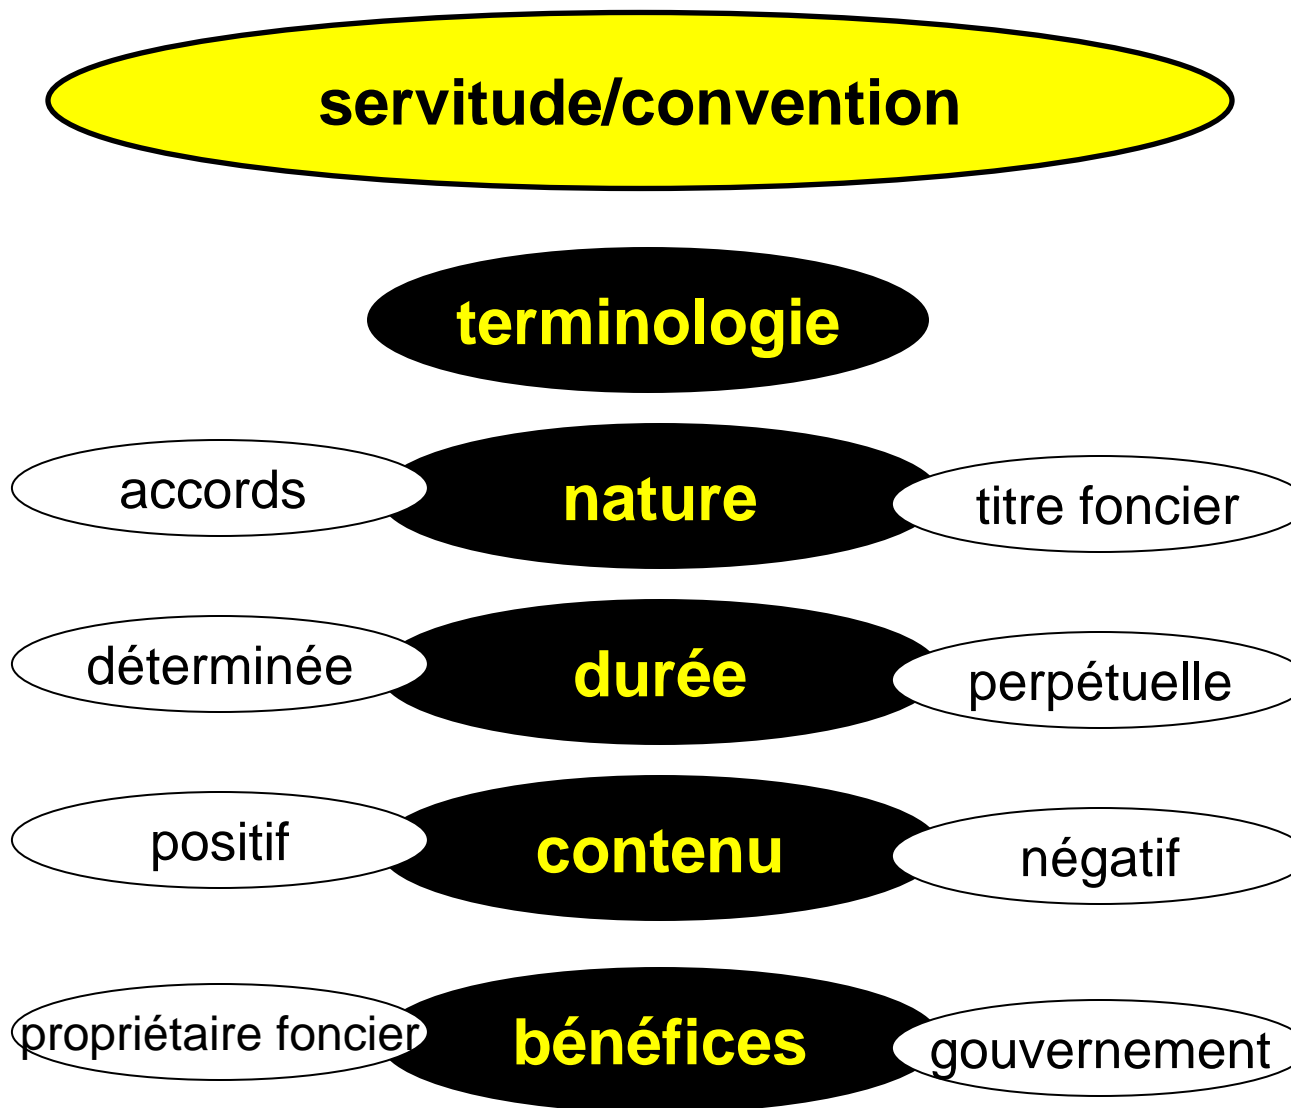 servitude/convention
terminologie
accords nature titre foncier
déterminée durée perpétuelle
positif contenu négatif
propriétaire foncier bénéfices gouvernement